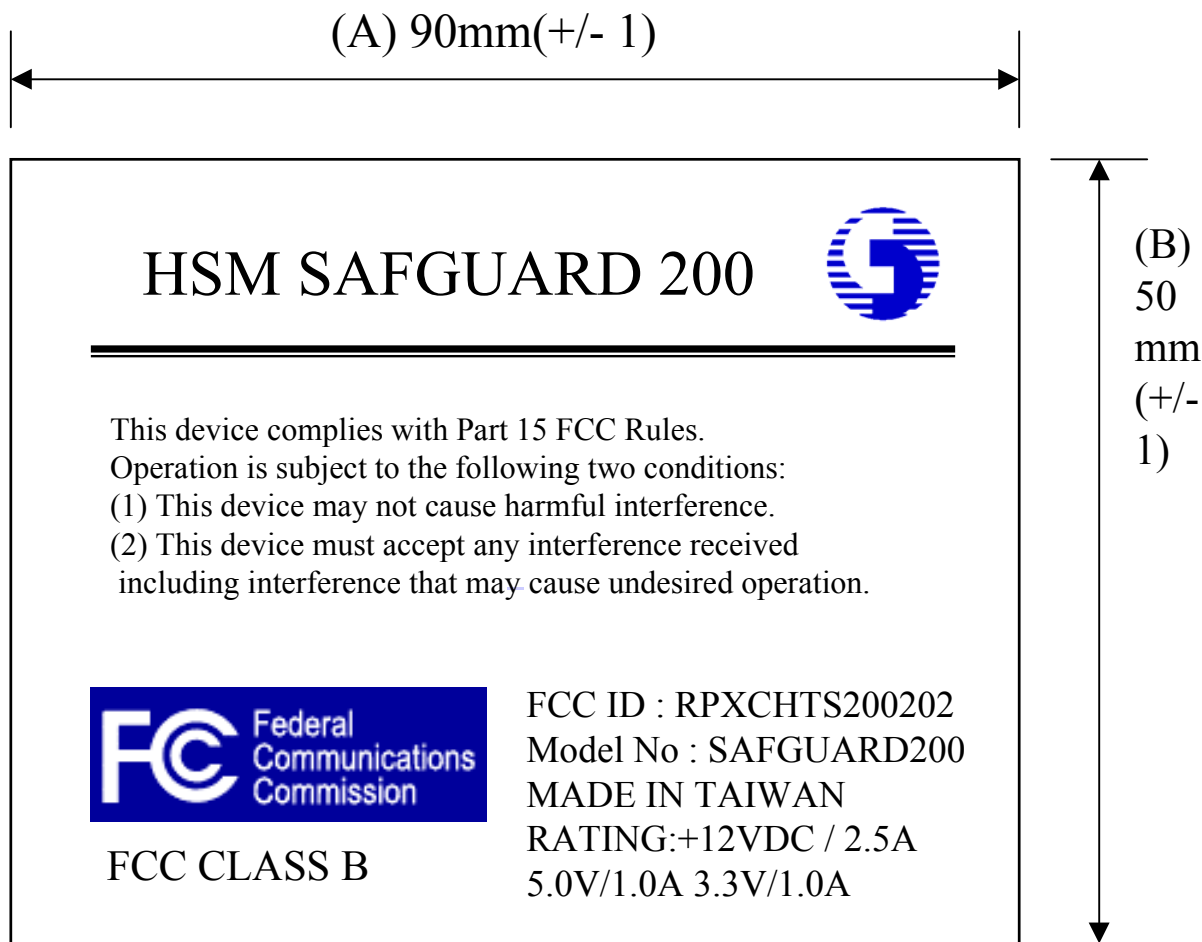 (A) 90mm(+/- 1)
HSM SAFGUARD 200
(B)
50
mm
(+/-
1)
This device complies with Part 15 FCC Rules.
Operation is subject to the following two conditions:
(1) This device may not cause harmful interference.
(2) This device must accept any interference received
including interference that may cause undesired operation.
FCC Federal
Communications
Commission
FCC CLASS B
FCC ID : RPXCHTS200202
Model No : SAFGUARD200
MADE IN TAIWAN
RATING:+12VDC / 2.5A
5.0V/1.0A 3.3V/1.0A